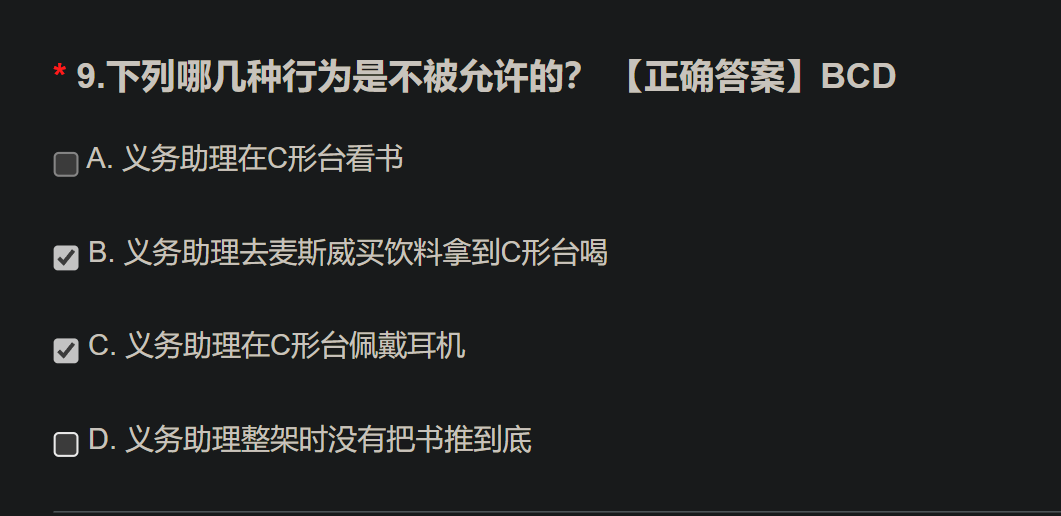 * 9.下列哪几种行为是不被允许的？ 【正确答案】BCD
A. 义务助理在C形台看书
B. 义务助理去麦斯威买饮料拿到C形台喝
C. 义务助理在C形台佩戴耳机
D. 义务助理整架时没有把书推到底